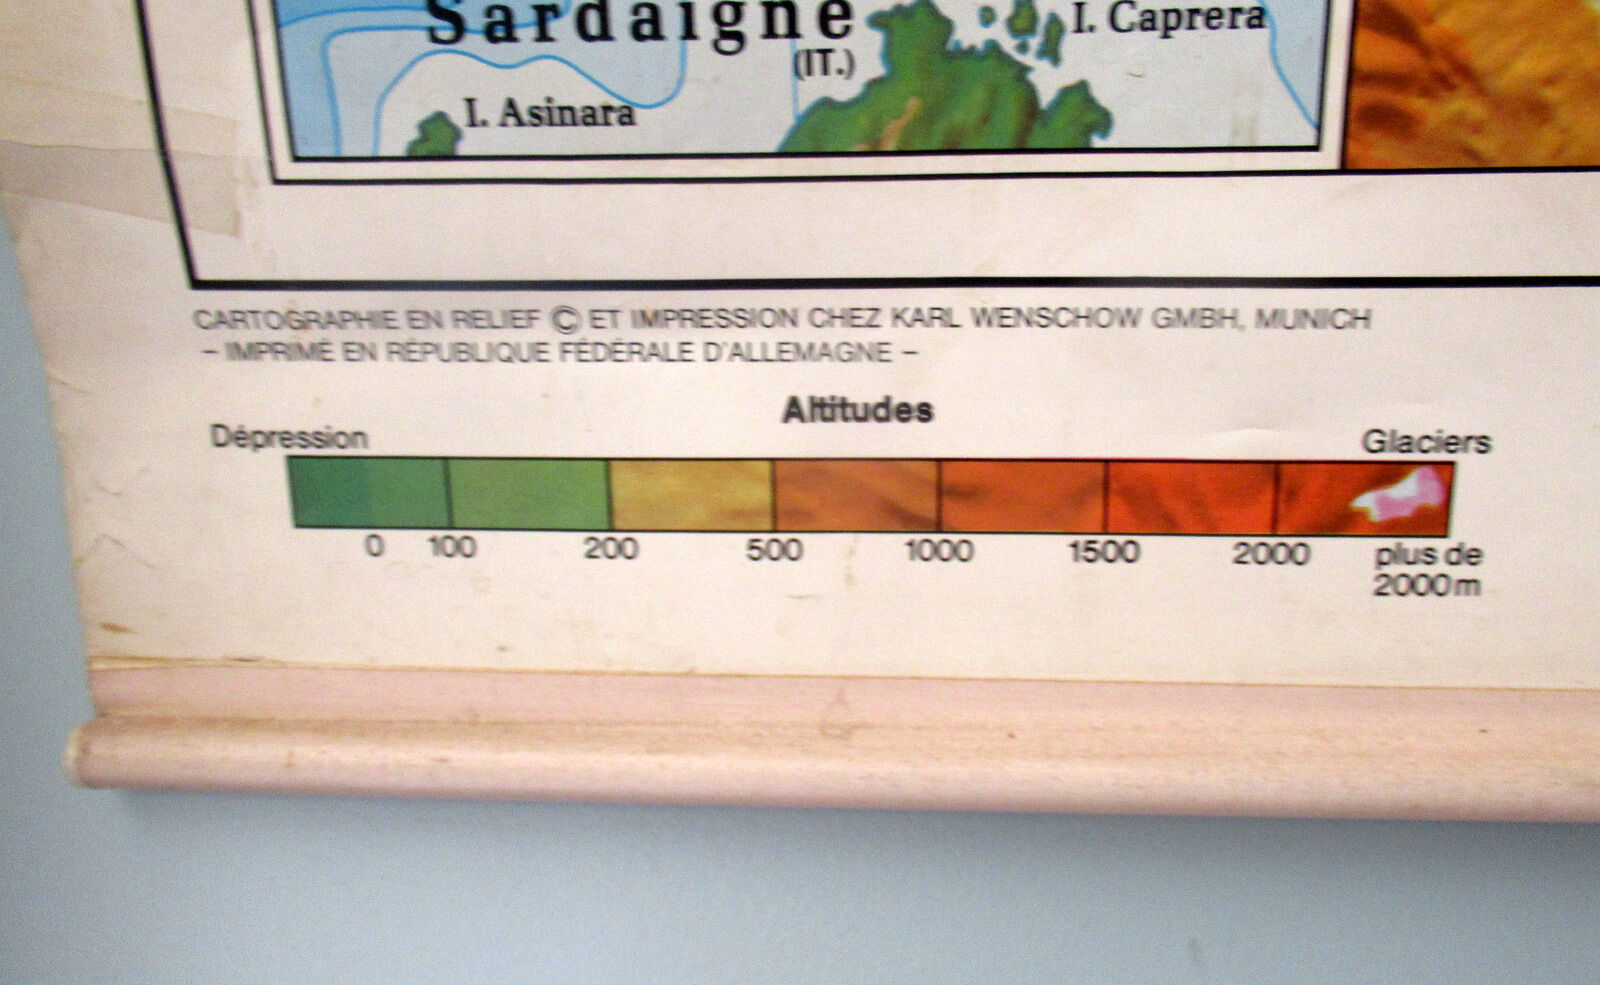 Sardaigne
(IT.)
I. Caprera
I. Asinara
CARTOGRAPHIE EN RELIEF © ET IMPRESSION CHEZ KARL WENSCHOW GMBH, MUNICH
– IMPRIMÉ EN RÉPUBLIQUE FÉDÉRALE D'ALLEMAGNE –
Altitudes
Dépression
Glaciers
0 100 200 500 1000 1500 2000 plus de
2000m